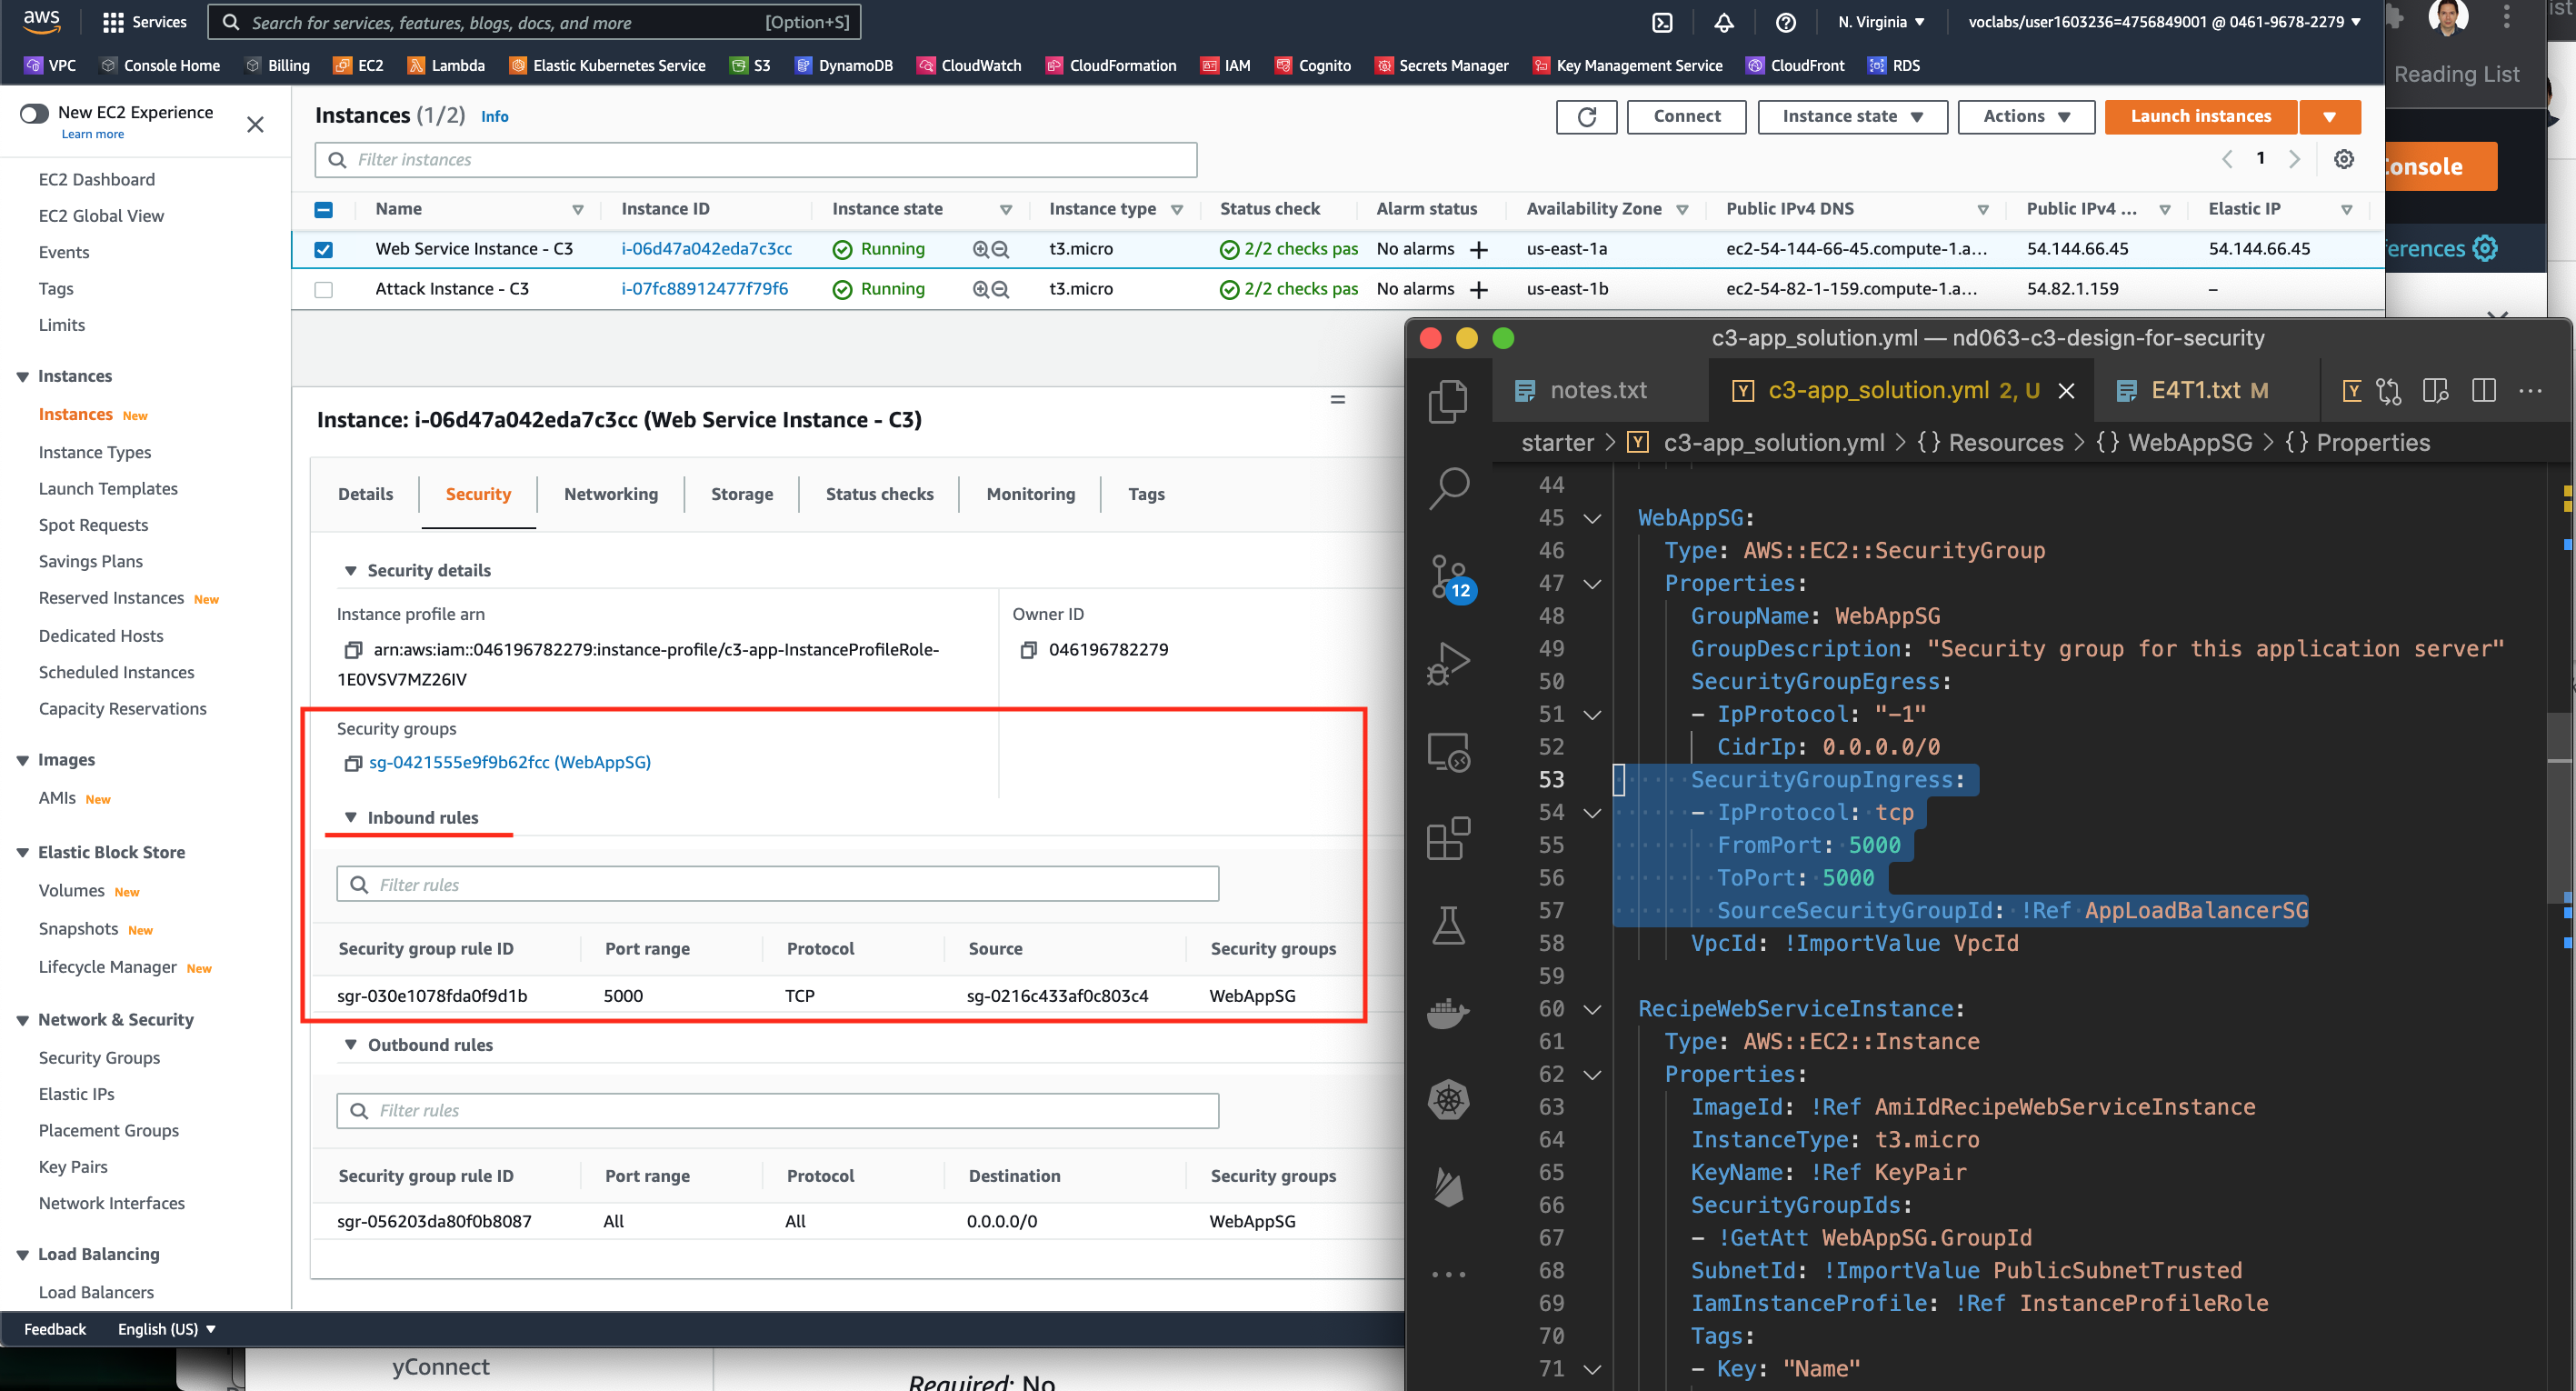 aws
Services
Search for services, features, blogs, docs, and more
[Option+S]
N. Virginia
voclabs/user1603236=4756849001 @ 0461-9678-2279
VPC
Console Home
Billing
EC2
Lambda
Elastic Kubernetes Service
S3
DynamoDB
CloudWatch
CloudFormation
IAM
Cognito
Secrets Manager
Key Management Service
CloudFront
RDS
Reading List
ist
onsole
erences
New EC2 Experience
Learn more
EC2 Dashboard
EC2 Global View
Events
Tags
Limits
Instances
Instances New
Instance Types
Launch Templates
Spot Requests
Savings Plans
Reserved Instances New
Dedicated Hosts
Scheduled Instances
Capacity Reservations
Images
AMIs New
Elastic Block Store
Volumes New
Snapshots New
Lifecycle Manager New
Network & Security
Security Groups
Elastic IPs
Placement Groups
Key Pairs
Network Interfaces
Load Balancing
Load Balancers
Feedback
English (US)
Instances (1/2) Info
Connect
Instance state
Actions
Launch instances
Filter instances
1
Name Instance ID Instance state Instance type Status check Alarm status Availability Zone Public IPv4 DNS Public IPv4 ... Elastic IP
Web Service Instance - C3 i-06d47a042eda7c3cc Running t3.micro 2/2 checks pas No alarms + us-east-1a ec2-54-144-66-45.compute-1.a... 54.144.66.45 54.144.66.45
Attack Instance - C3 i-07fc88912477f79f6 Running t3.micro 2/2 checks pas No alarms + us-east-1b ec2-54-82-1-159.compute-1.a... 54.82.1.159 –
Instance: i-06d47a042eda7c3cc (Web Service Instance - C3)
Details Security Networking Storage Status checks Monitoring Tags
Security details
Instance profile arn
arn:aws:iam::046196782279:instance-profile/c3-app-InstanceProfileRole-
1E0VSV7MZ26IV
Owner ID
046196782279
Security groups
sg-0421555e9f9b62fcc (WebAppSG)
Inbound rules
Filter rules
Security group rule ID Port range Protocol Source Security groups
sgr-030e1078fda0f9d1b 5000 TCP sg-0216c433af0c803c4 WebAppSG
Outbound rules
Filter rules
Security group rule ID Port range Protocol Destination Security groups
sgr-056203da80f0b8087 All All 0.0.0.0/0 WebAppSG
yConnect
Required: No
c3-app_solution.yml — nd063-c3-design-for-security
notes.txt
c3-app_solution.yml 2, U
E4T1.txt M
starter > c3-app_solution.yml > {} Resources > {} WebAppSG > {} Properties
12
44
45 WebAppSG:
46 Type: AWS::EC2::SecurityGroup
47 Properties:
48 GroupName: WebAppSG
49 GroupDescription: "Security group for this application server"
50 SecurityGroupEgress:
51 - IpProtocol: "-1"
52 CidrIp: 0.0.0.0/0
53 SecurityGroupIngress:
54 - IpProtocol: tcp
55 FromPort: 5000
56 ToPort: 5000
57 SourceSecurityGroupId: !Ref AppLoadBalancerSG
58 VpcId: !ImportValue VpcId
59
60 RecipeWebServiceInstance:
61 Type: AWS::EC2::Instance
62 Properties:
63 ImageId: !Ref AmiIdRecipeWebServiceInstance
64 InstanceType: t3.micro
65 KeyName: !Ref KeyPair
66 SecurityGroupIds:
67 - !GetAtt WebAppSG.GroupId
68 SubnetId: !ImportValue PublicSubnetTrusted
69 IamInstanceProfile: !Ref InstanceProfileRole
70 Tags:
71 - Key: "Name"